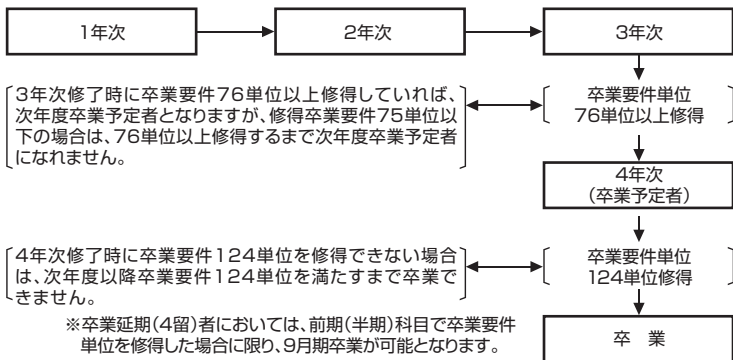 1年次
2年次
3年次
3年次修了時に卒業要件76単位以上修得していれば、
次年度卒業予定者となりますが、修得卒業要件75単位以
下の場合は、76単位以上修得するまで次年度卒業予定者
になれません。
卒業要件単位
76単位以上修得
4年次
(卒業予定者)
4年次修了時に卒業要件124単位を修得できない場合
は、次年度以降卒業要件124単位を満たすまで卒業で
きません。
卒業要件単位
124単位修得
※卒業延期(4留)者においては、前期(半期)科目で卒業要件
単位を修得した場合に限り、9月期卒業が可能となります。
卒　業